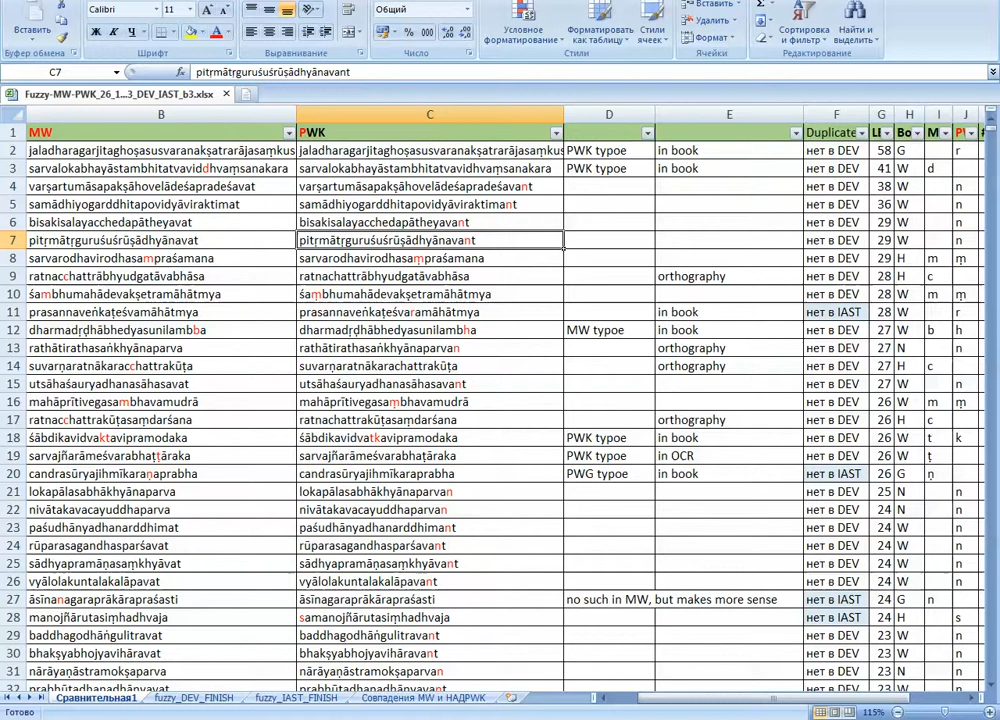 Calibri 11 Общий
Вставить Ж К Ч Условное форматирование Форматировать как таблицу Стили ячеек Вставить Удалить Формат Сортировка и фильтр Найти и выделить
Буфер обмена Шрифт Выравнивание Число Стили Ячейки Редактирование
C7 fx pitṛmātṛguruśuśrūṣādhyānavant
Fuzzy-MW-PWK_26_1...3_DEV_IAST_b3.xlsx
B C D E F G H I J
1 MW PWK Duplicate LI Bo M P
2 jaladharagarjitaghoṣasusvaranakṣatrarājasaṃkus jaladharagarjitaghoṣasusvaranakṣatrarājasaṃkus PWK typoe in book нет в DEV 58 G r
3 sarvalokabhayāstambhitatvaviddhvaṃsanakara sarvalokabhayāstambhitatvavidhvaṃsanakara PWK typoe in book нет в DEV 41 W d
4 varṣartumāsapakṣāhovelādeśapradeśavat varṣartumāsapakṣāhovelādeśapradeśavant нет в DEV 38 W n
5 samādhiyogarddhitapovidyāviraktimat samādhiyogarddhitapovidyāviraktimant нет в DEV 36 W n
6 bisakisalayacchedapātheyavat bisakisalayacchedapātheyavant нет в DEV 29 W n
7 pitṛmātṛguruśuśrūṣādhyānavat pitṛmātṛguruśuśrūṣādhyānavant нет в DEV 29 W n
8 sarvarodhavirodhasampraśamana sarvarodhavirodhasaṃpraśamana нет в DEV 29 H m ṃ
9 ratnacchattrābhyudgatāvabhāsa ratnachattrābhyudgatāvabhāsa orthography нет в DEV 28 H c
10 śambhumahādevakṣetramāhātmya śaṃbhumahādevakṣetramāhātmya нет в DEV 28 W m ṃ
11 prasannaveṅkaṭeśvamāhātmya prasannaveṅkaṭeśvaramāhātmya in book нет в IAST 28 W r
12 dharmadṛḍhābhedyasunilambba dharmadṛḍhābhedyasunilambha MW typoe in book нет в DEV 27 W b h
13 rathātirathasaṅkhyānaparva rathātirathasaṅkhyānaparvan orthography нет в DEV 27 N n
14 suvarṇaratnākaracchattrakūṭa suvarṇaratnākarachattrakūṭa orthography нет в DEV 27 H c
15 utsāhaśauryadhanasāhasavat utsāhaśauryadhanasāhasavant нет в DEV 27 W n
16 mahāprītivegasambhavamudrā mahāprītivegasaṃbhavamudrā нет в DEV 26 W m ṃ
17 ratnacchattrakūṭasaṃdarśana ratnachattrakūṭasaṃdarśana orthography нет в DEV 26 H c
18 śābdikavidvaktavipramodaka śābdikavidvatkavipramodaka PWK typoe in book нет в DEV 26 W t k
19 sarvajñarāmeśvarabhaṭṭāraka sarvajñarāmeśvarabhaṭāraka PWK typoe in OCR нет в DEV 26 W ṭ
20 candrasūryajihmīkaraṇaprabha candrasūryajihmīkaraprabha PWG typoe in book нет в IAST 26 G ṇ
21 lokapālasabhākhyānaparva lokapālasabhākhyānaparvan нет в DEV 25 N n
22 nivātakavacayuddhaparva nivātakavacayuddhaparvan нет в DEV 24 N n
23 paśudhānyadhanarddhimat paśudhānyadhanarddhimant нет в DEV 24 W n
24 rūparasagandhasparśavat rūparasagandhasparśavant нет в DEV 24 W n
25 sādhyapramāṇasaṃkhyāvat sādhyapramāṇasaṃkhyāvant нет в DEV 24 W n
26 vyālolakuntalakalāpavat vyālolakuntalakalāpavant нет в DEV 24 W n
27 āsīnanagaraprākārapraśasti āsīnagaraprākārapraśasti no such in MW, but makes more sense нет в IAST 24 G n
28 manojñārutasiṃhadhvaja samanojñārutasiṃhadhvaja нет в IAST 24 H s
29 baddhagodhāṅgulitravat baddhagodhāṅgulitravant нет в DEV 23 W n
30 bhakṣyabhojyavihāravat bhakṣyabhojyavihāravant нет в DEV 23 W n
31 nārāyaṇāstramokṣaparva nārāyaṇāstramokṣaparvan нет в DEV 23 N n
32 prabhūtadhanadhānyavat prabhūtadhanadhānyavant нет в DEV 23 W n
Сравнительная1 fuzzy_DEV_FINISH fuzzy_IAST_FINISH Совпадения MW и НАДPWK
Готово 115%